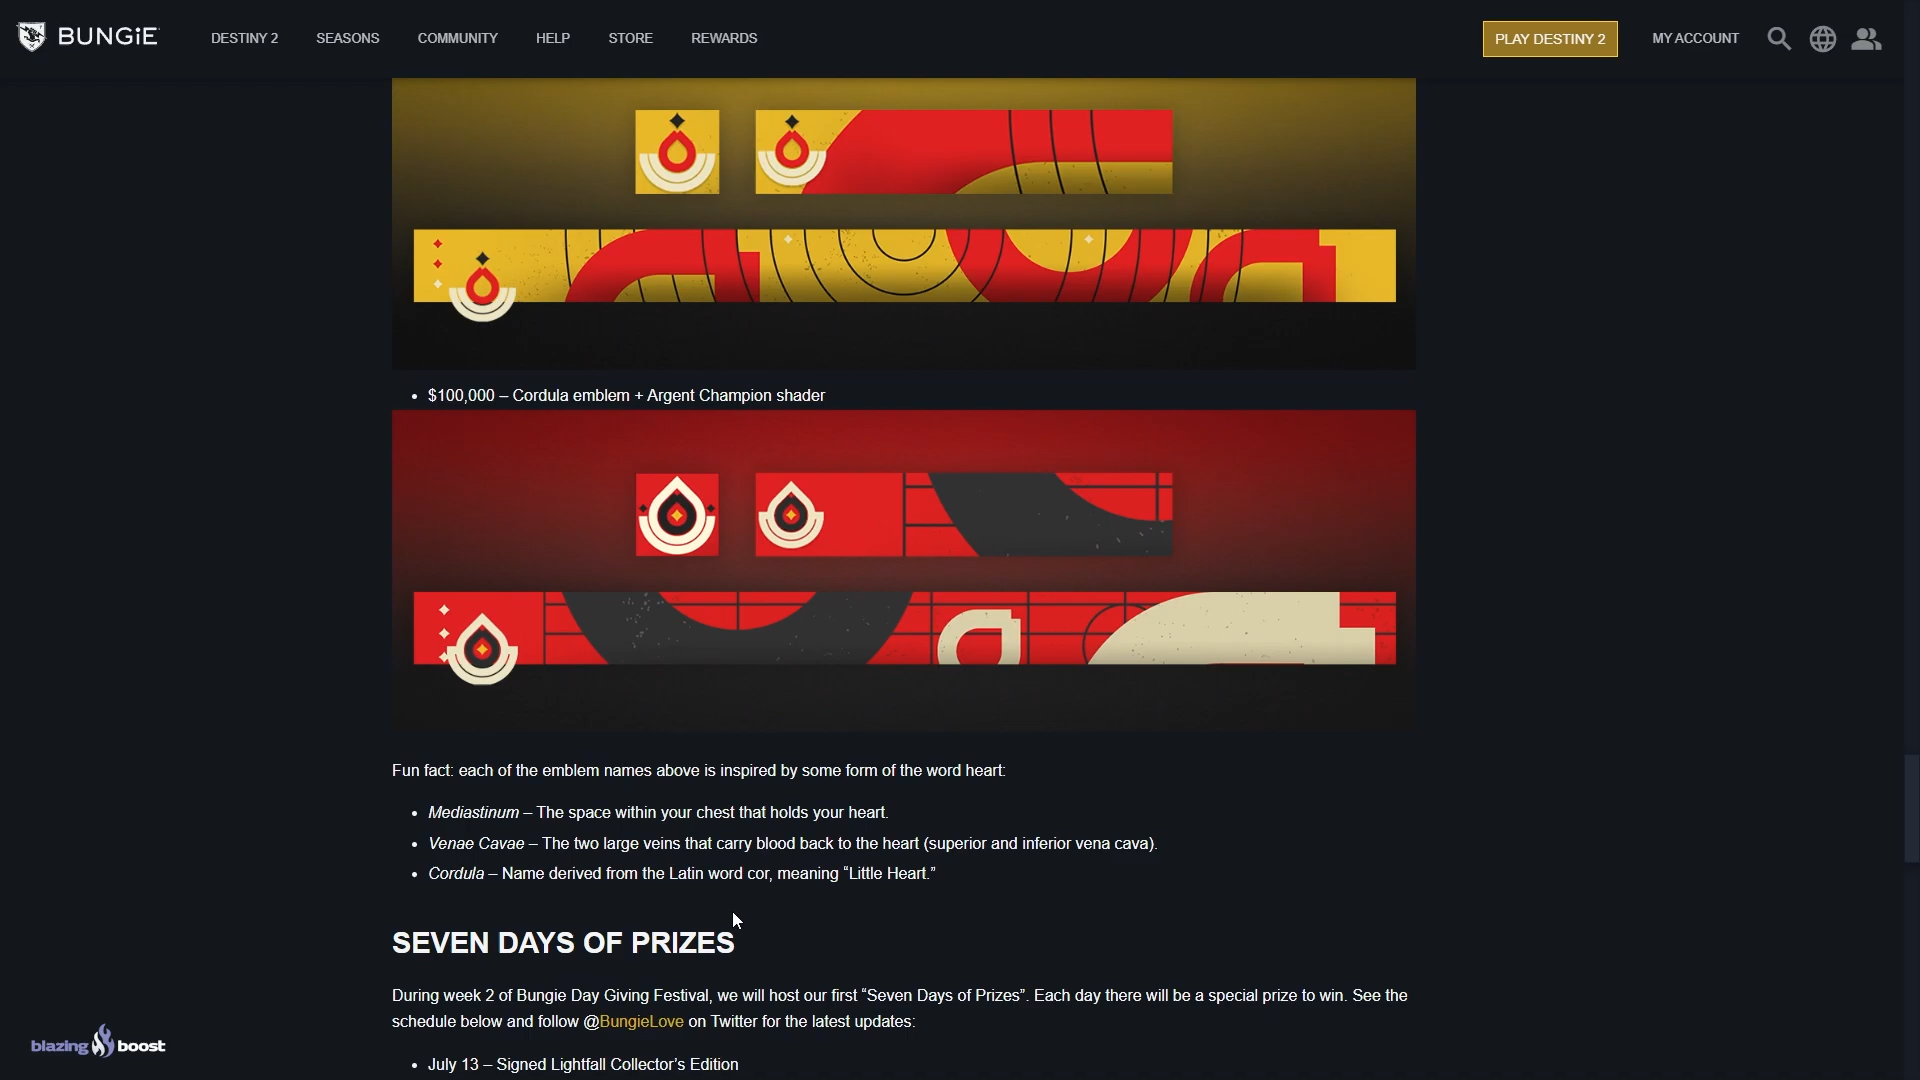 BUNGiE
DESTINY 2
SEASONS
COMMUNITY
HELP
STORE
REWARDS
PLAY DESTINY 2
MY ACCOUNT
• $100,000 – Cordula emblem + Argent Champion shader
Fun fact: each of the emblem names above is inspired by some form of the word heart:
• Mediastinum – The space within your chest that holds your heart.
• Venae Cavae – The two large veins that carry blood back to the heart (superior and inferior vena cava).
• Cordula – Name derived from the Latin word cor, meaning “Little Heart.”
SEVEN DAYS OF PRIZES
During week 2 of Bungie Day Giving Festival, we will host our first “Seven Days of Prizes”. Each day there will be a special prize to win. See the
schedule below and follow @BungieLove on Twitter for the latest updates:
• July 13 – Signed Lightfall Collector’s Edition
blazing boost